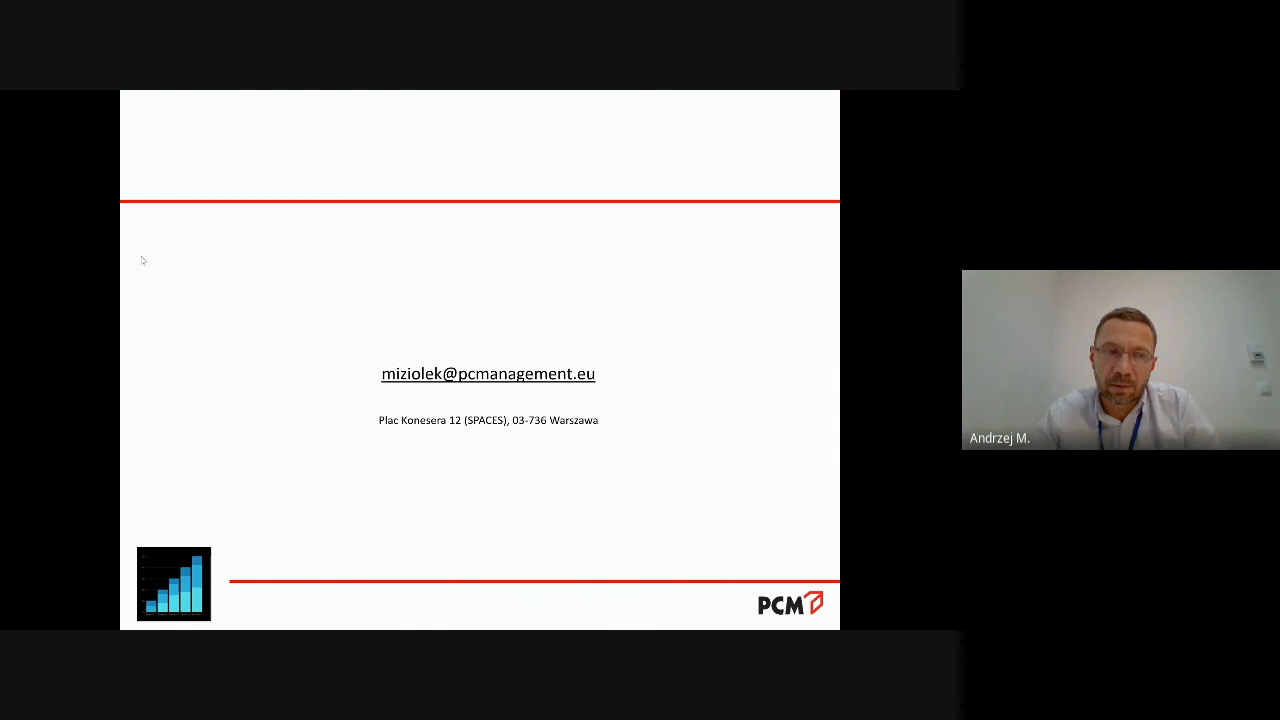 miziolek@pcmanagement.eu
Plac Konesera 12 (SPACES), 03-736 Warszawa
Andrzej M.
PCM